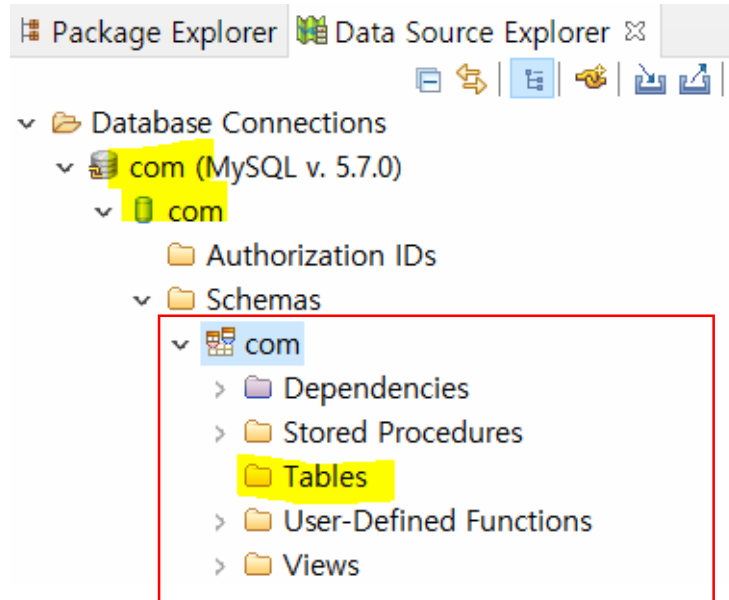 Package Explorer Data Source Explorer
Database Connections
com (MySQL v. 5.7.0)
com
Authorization IDs
Schemas
com
Dependencies
Stored Procedures
Tables
User-Defined Functions
Views